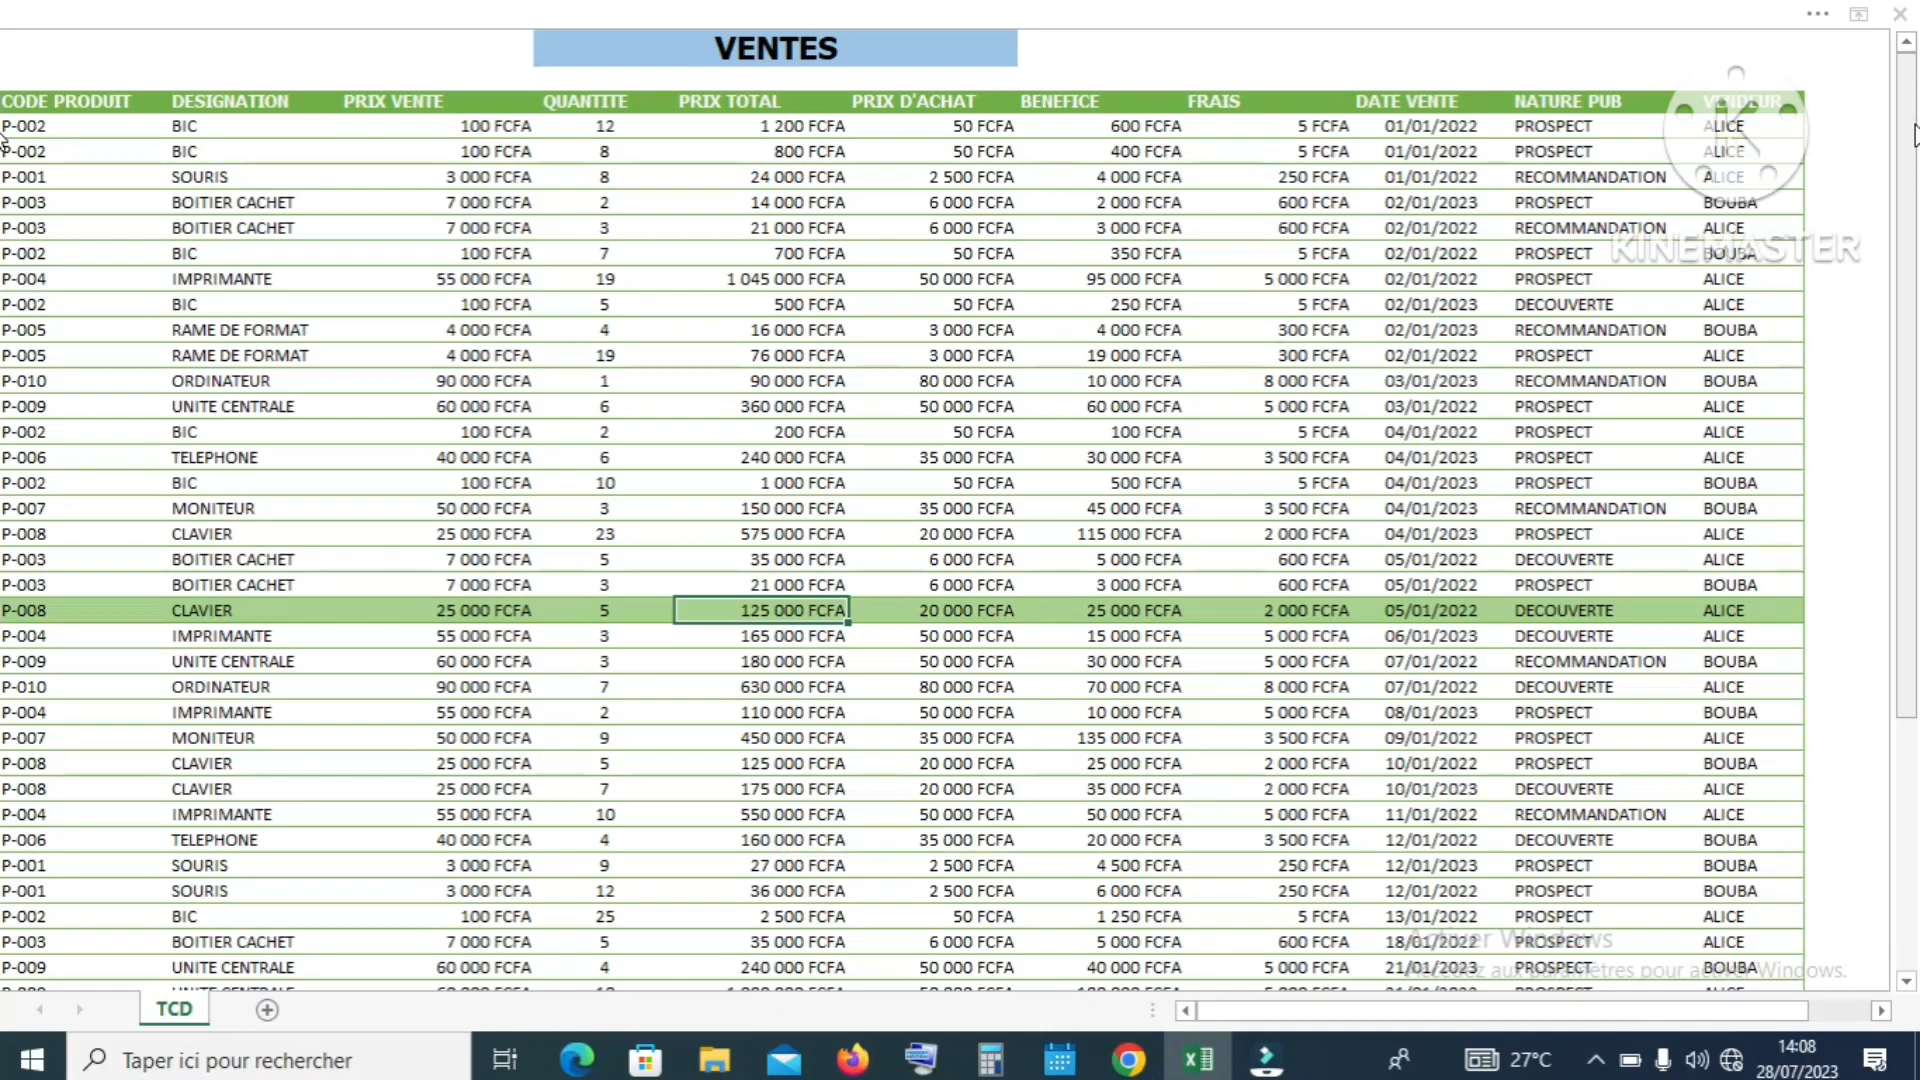 VENTES
CODE PRODUIT DESIGNATION PRIX VENTE QUANTITE PRIX TOTAL PRIX D'ACHAT BENEFICE FRAIS DATE VENTE NATURE PUB VENDEUR
P-002 BIC 100 FCFA 12 1 200 FCFA 50 FCFA 600 FCFA 5 FCFA 01/01/2022 PROSPECT ALICE
P-002 BIC 100 FCFA 8 800 FCFA 50 FCFA 400 FCFA 5 FCFA 01/01/2022 PROSPECT ALICE
P-001 SOURIS 3 000 FCFA 8 24 000 FCFA 2 500 FCFA 4 000 FCFA 250 FCFA 01/01/2022 RECOMMANDATION ALICE
P-003 BOITIER CACHET 7 000 FCFA 2 14 000 FCFA 6 000 FCFA 2 000 FCFA 600 FCFA 02/01/2023 PROSPECT BOUBA
P-003 BOITIER CACHET 7 000 FCFA 3 21 000 FCFA 6 000 FCFA 3 000 FCFA 600 FCFA 02/01/2022 RECOMMANDATION ALICE
KINEMASTER
P-002 BIC 100 FCFA 7 700 FCFA 50 FCFA 350 FCFA 5 FCFA 02/01/2022 PROSPECT BOUBA
P-004 IMPRIMANTE 55 000 FCFA 19 1 045 000 FCFA 50 000 FCFA 95 000 FCFA 5 000 FCFA 02/01/2022 PROSPECT ALICE
P-002 BIC 100 FCFA 5 500 FCFA 50 FCFA 250 FCFA 5 FCFA 02/01/2023 DECOUVERTE ALICE
P-005 RAME DE FORMAT 4 000 FCFA 4 16 000 FCFA 3 000 FCFA 4 000 FCFA 300 FCFA 02/01/2023 RECOMMANDATION BOUBA
P-005 RAME DE FORMAT 4 000 FCFA 19 76 000 FCFA 3 000 FCFA 19 000 FCFA 300 FCFA 02/01/2022 PROSPECT ALICE
P-010 ORDINATEUR 90 000 FCFA 1 90 000 FCFA 80 000 FCFA 10 000 FCFA 8 000 FCFA 03/01/2023 RECOMMANDATION BOUBA
P-009 UNITE CENTRALE 60 000 FCFA 6 360 000 FCFA 50 000 FCFA 60 000 FCFA 5 000 FCFA 03/01/2022 PROSPECT ALICE
P-002 BIC 100 FCFA 2 200 FCFA 50 FCFA 100 FCFA 5 FCFA 04/01/2022 PROSPECT ALICE
P-006 TELEPHONE 40 000 FCFA 6 240 000 FCFA 35 000 FCFA 30 000 FCFA 3 500 FCFA 04/01/2023 PROSPECT ALICE
P-002 BIC 100 FCFA 10 1 000 FCFA 50 FCFA 500 FCFA 5 FCFA 04/01/2023 PROSPECT BOUBA
P-007 MONITEUR 50 000 FCFA 3 150 000 FCFA 35 000 FCFA 45 000 FCFA 3 500 FCFA 04/01/2022 RECOMMANDATION BOUBA
P-008 CLAVIER 25 000 FCFA 23 575 000 FCFA 20 000 FCFA 115 000 FCFA 2 000 FCFA 04/01/2023 PROSPECT ALICE
P-003 BOITIER CACHET 7 000 FCFA 5 35 000 FCFA 6 000 FCFA 5 000 FCFA 600 FCFA 05/01/2022 DECOUVERTE ALICE
P-003 BOITIER CACHET 7 000 FCFA 3 21 000 FCFA 6 000 FCFA 3 000 FCFA 600 FCFA 05/01/2022 PROSPECT BOUBA
P-008 CLAVIER 25 000 FCFA 5 125 000 FCFA 20 000 FCFA 25 000 FCFA 2 000 FCFA 05/01/2022 DECOUVERTE ALICE
P-004 IMPRIMANTE 55 000 FCFA 3 165 000 FCFA 50 000 FCFA 15 000 FCFA 5 000 FCFA 06/01/2023 DECOUVERTE ALICE
P-009 UNITE CENTRALE 60 000 FCFA 3 180 000 FCFA 50 000 FCFA 30 000 FCFA 5 000 FCFA 07/01/2022 RECOMMANDATION BOUBA
P-010 ORDINATEUR 90 000 FCFA 7 630 000 FCFA 80 000 FCFA 70 000 FCFA 8 000 FCFA 07/01/2022 DECOUVERTE ALICE
P-004 IMPRIMANTE 55 000 FCFA 2 110 000 FCFA 50 000 FCFA 10 000 FCFA 5 000 FCFA 08/01/2023 PROSPECT BOUBA
P-007 MONITEUR 50 000 FCFA 9 450 000 FCFA 35 000 FCFA 135 000 FCFA 3 500 FCFA 09/01/2022 PROSPECT ALICE
P-008 CLAVIER 25 000 FCFA 5 125 000 FCFA 20 000 FCFA 25 000 FCFA 2 000 FCFA 10/01/2022 PROSPECT BOUBA
P-008 CLAVIER 25 000 FCFA 7 175 000 FCFA 20 000 FCFA 35 000 FCFA 2 000 FCFA 10/01/2023 DECOUVERTE ALICE
P-004 IMPRIMANTE 55 000 FCFA 10 550 000 FCFA 50 000 FCFA 50 000 FCFA 5 000 FCFA 11/01/2022 RECOMMANDATION ALICE
P-006 TELEPHONE 40 000 FCFA 4 160 000 FCFA 35 000 FCFA 20 000 FCFA 3 500 FCFA 12/01/2022 DECOUVERTE BOUBA
P-001 SOURIS 3 000 FCFA 9 27 000 FCFA 2 500 FCFA 4 500 FCFA 250 FCFA 12/01/2023 PROSPECT BOUBA
P-001 SOURIS 3 000 FCFA 12 36 000 FCFA 2 500 FCFA 6 000 FCFA 250 FCFA 12/01/2022 PROSPECT BOUBA
P-002 BIC 100 FCFA 25 2 500 FCFA 50 FCFA 1 250 FCFA 5 FCFA 13/01/2022 PROSPECT ALICE
P-003 BOITIER CACHET 7 000 FCFA 5 35 000 FCFA 6 000 FCFA 5 000 FCFA 600 FCFA 18/01/2022 PROSPECT ALICE
Activer Windows
P-009 UNITE CENTRALE 60 000 FCFA 4 240 000 FCFA 50 000 FCFA 40 000 FCFA 5 000 FCFA 21/01/2023 PROSPECT BOUBA
Accédez aux paramètres pour activer Windows.
TCD
Taper ici pour rechercher
27°C
14:08
28/07/2023